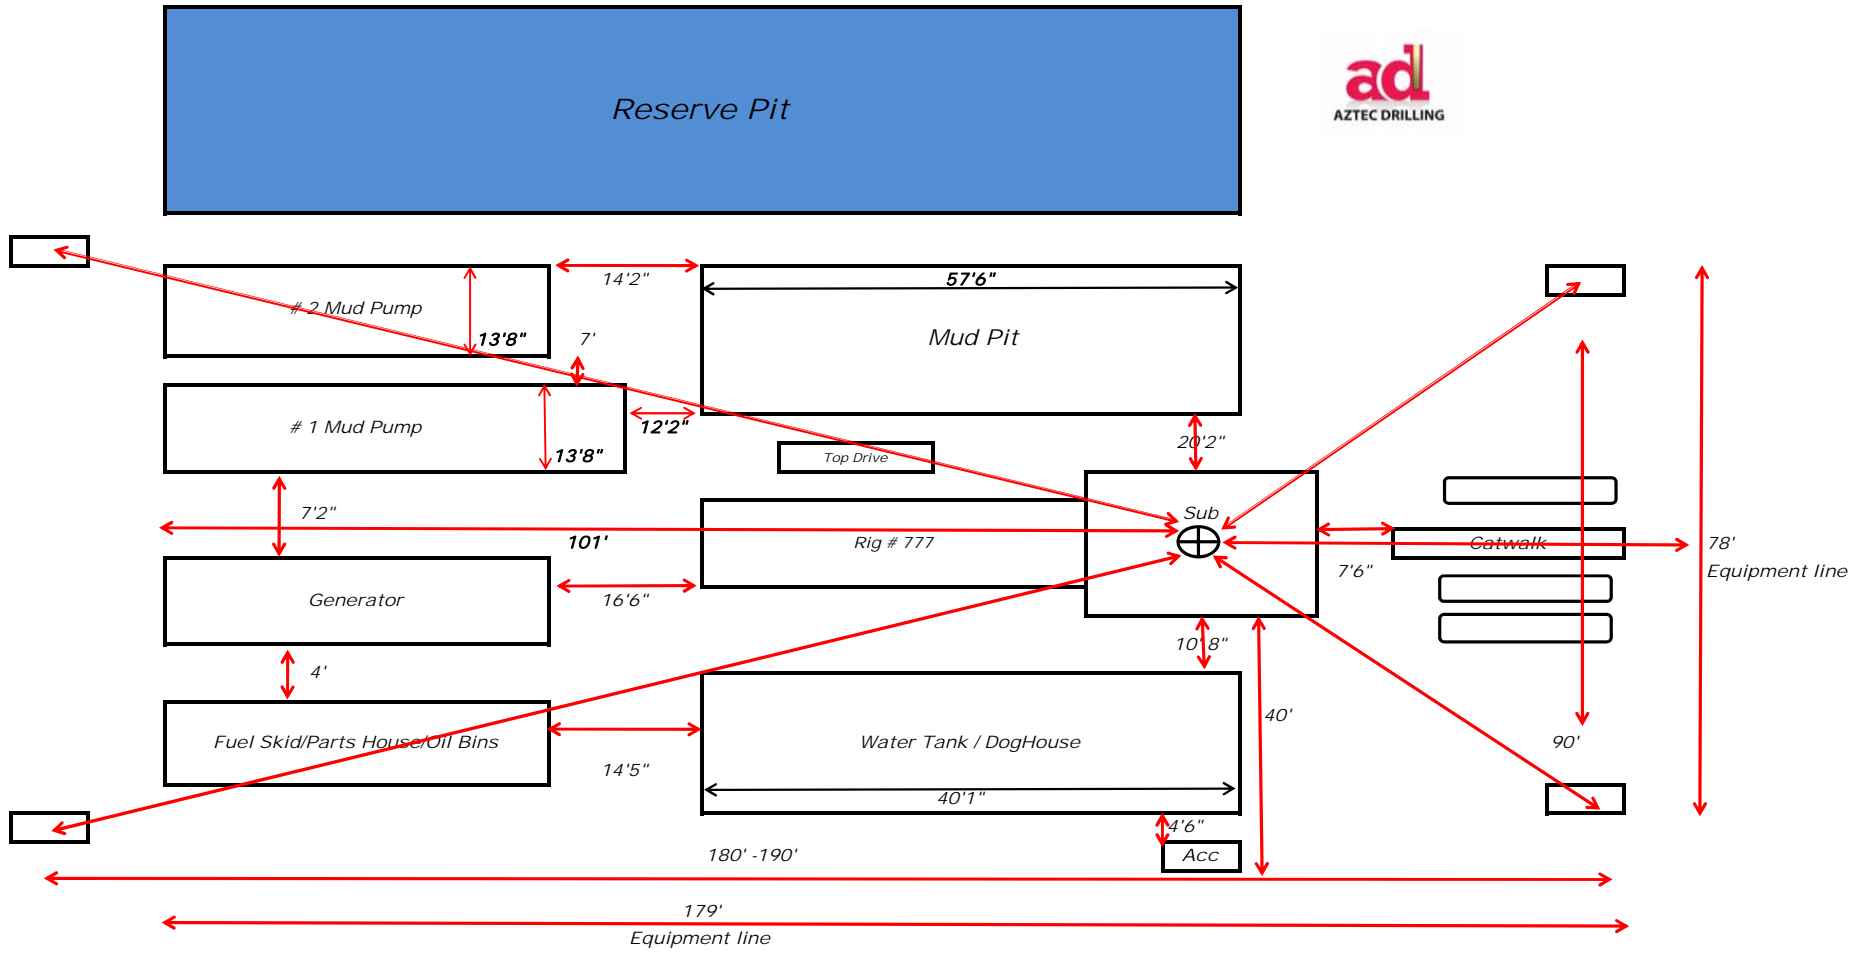 Reserve Pit
ad
AZTEC DRILLING
14'2"
57'6"
# 2 Mud Pump
13'8"
7'
Mud Pit
# 1 Mud Pump
12'2"
13'8"
20'2"
Top Drive
7'2"
Sub
101'
Rig # 777
Catwalk
78'
Equipment line
7'6"
Generator
16'6"
10' 8"
4'
40'
Fuel Skid/Parts House/Oil Bins
Water Tank / DogHouse
90'
14'5"
40'1"
4'6"
180' -190'
Acc
179'
Equipment line